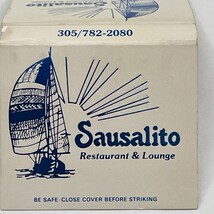 305/782-2080
Sausalito
Restaurant & Lounge
BE SAFE-CLOSE COVER BEFORE STRIKING